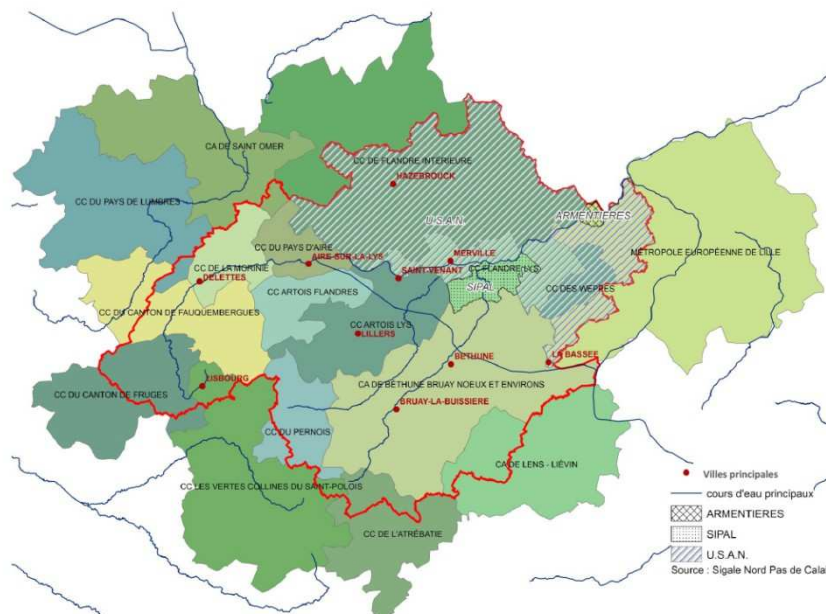 CA DE SAINT OMER
CC DE FLANDRE INTÉRIEURE
HAZEBROUCK
CC DU PAYS DE LUMBRES
U.S.A.N.
ARMENTIERES
CC DU PAYS D'AIRE
AIRE-SUR-LA-LYS
MERVILLE
MÉTROPOLE EUROPÉENNE DE LILLE
CC DE LA MORINIE
DELETTES
SAINT-VENANT
CC FLANDRE LYS
SIPAL
CC DES WEPPES
CC ARTOIS FLANDRES
CC DU CANTON DE FAUQUEMBERGUES
CC ARTOIS LYS
LILLERS
BETHUNE
LA BASSEE
LISBOURG
CA DE BÉTHUNE BRUAY NOEUX ET ENVIRONS
CC DU CANTON DE FRUGES
BRUAY-LA-BUISSIERE
CC DU PERNOIS
CA DE LENS - LIÉVIN
CC LES VERTES COLLINES DU SAINT-POLOIS
CC DE L'ATRÉBATIE
Villes principales
cours d'eau principaux
ARMENTIERES
SIPAL
U.S.A.N.
Source : Sigale Nord Pas de Cala